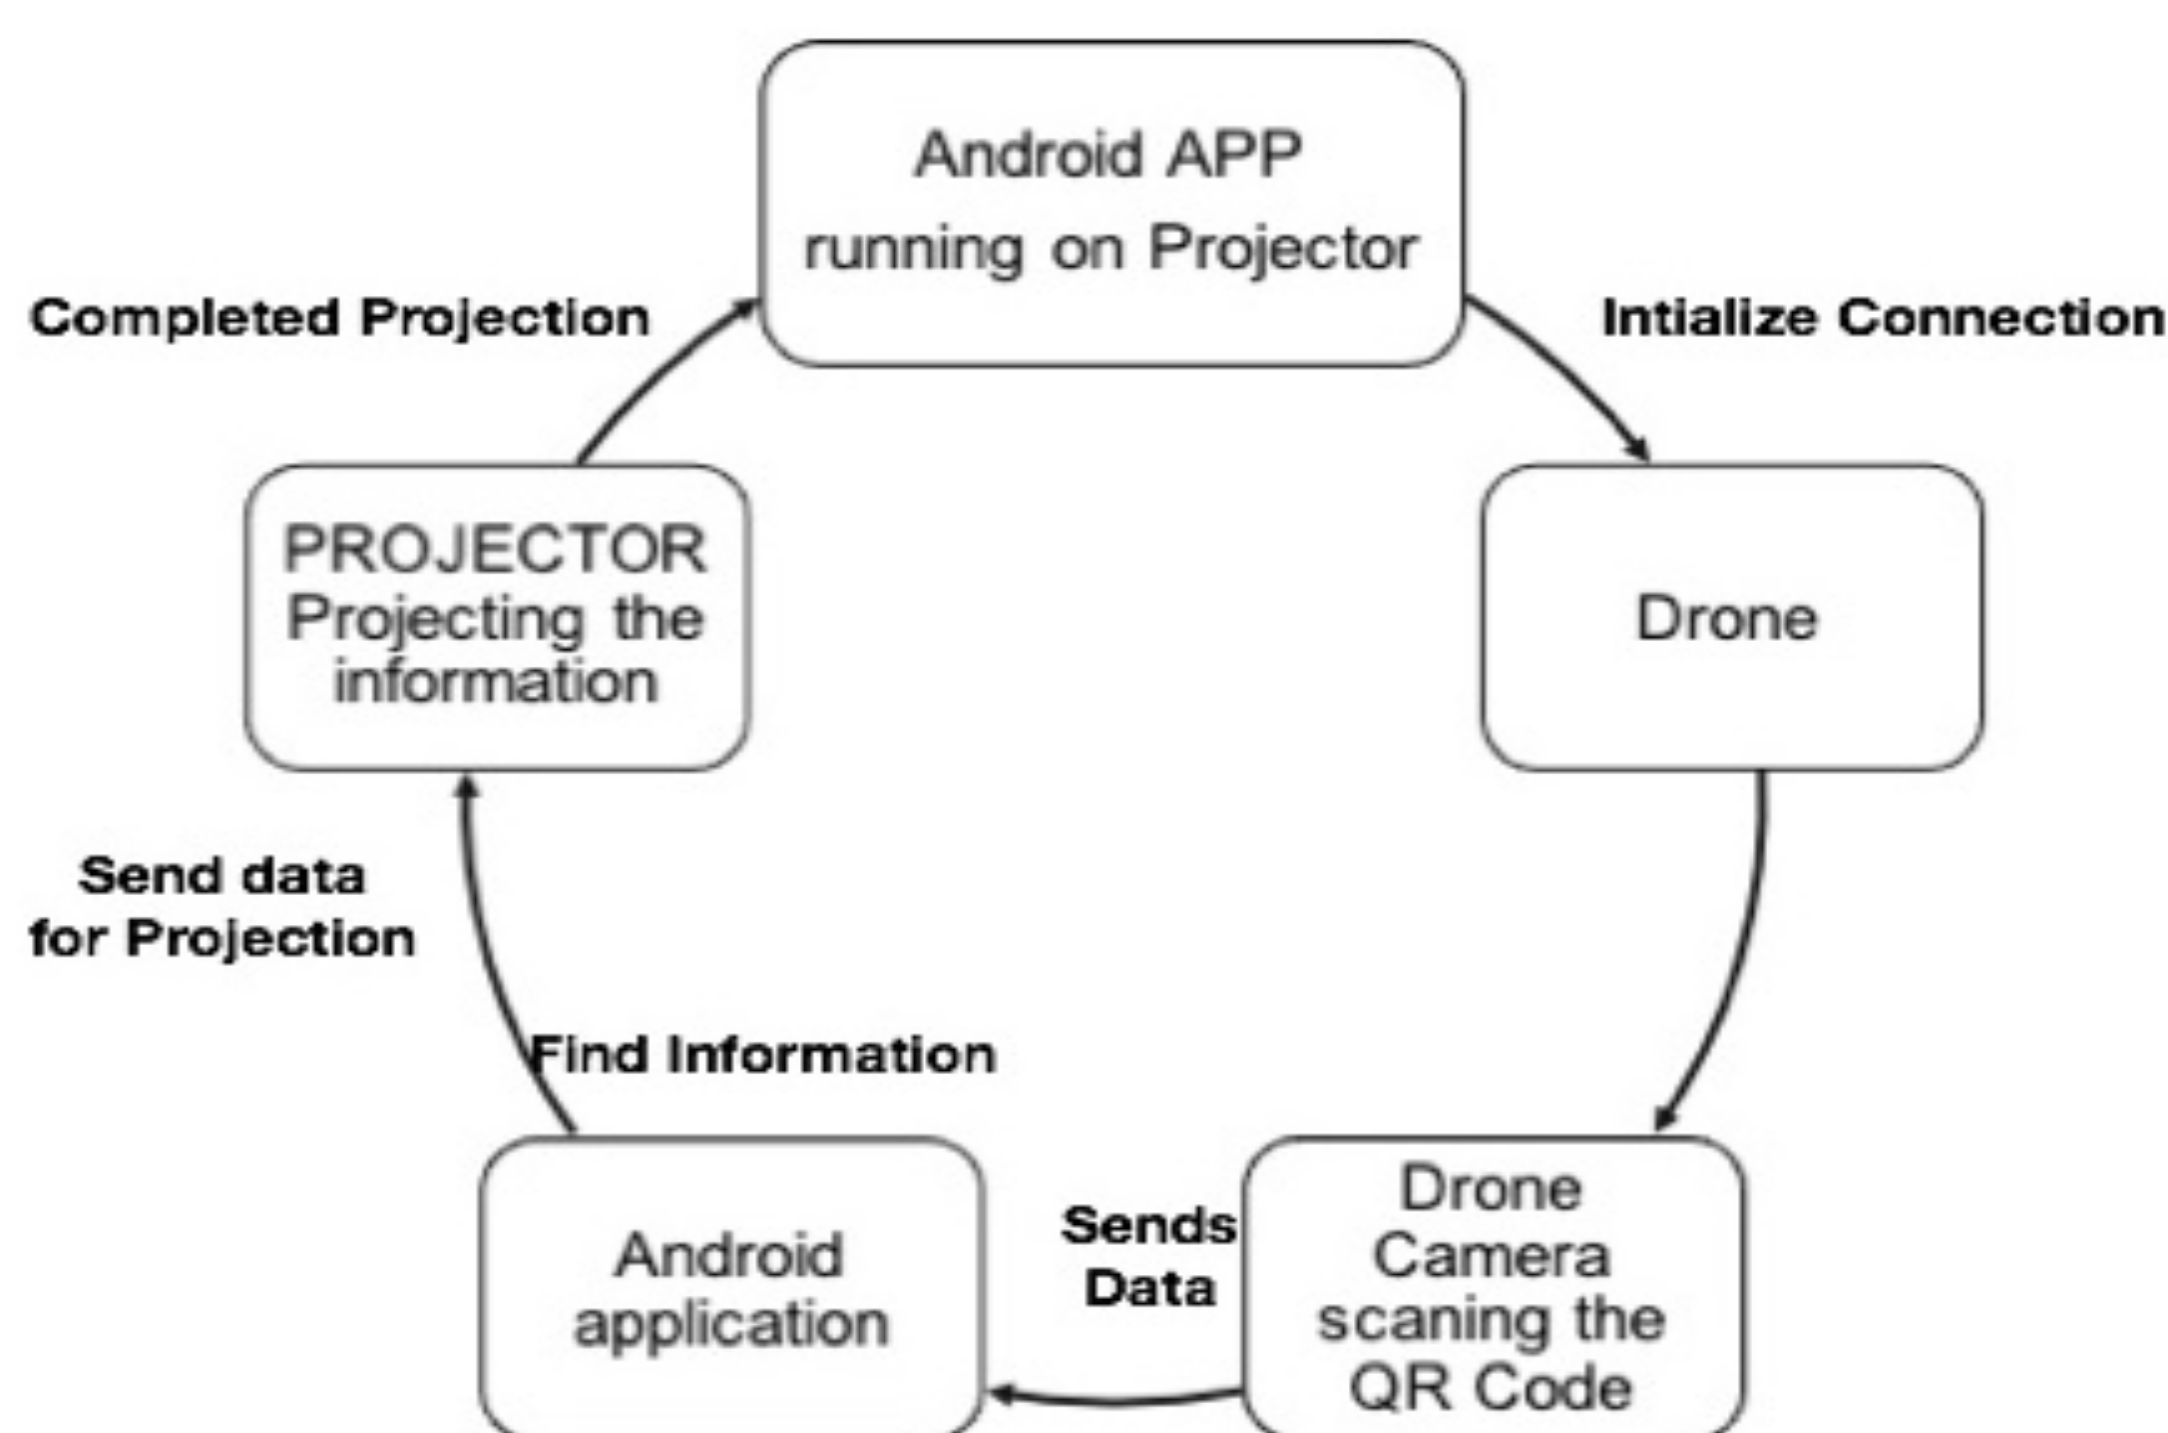 Android APP
running on Projector
Completed Projection
Intialize Connection
PROJECTOR
Projecting the
information
Drone
Send data
for Projection
Find Information
Android
application
Sends
Data
Drone
Camera
scaning the
QR Code